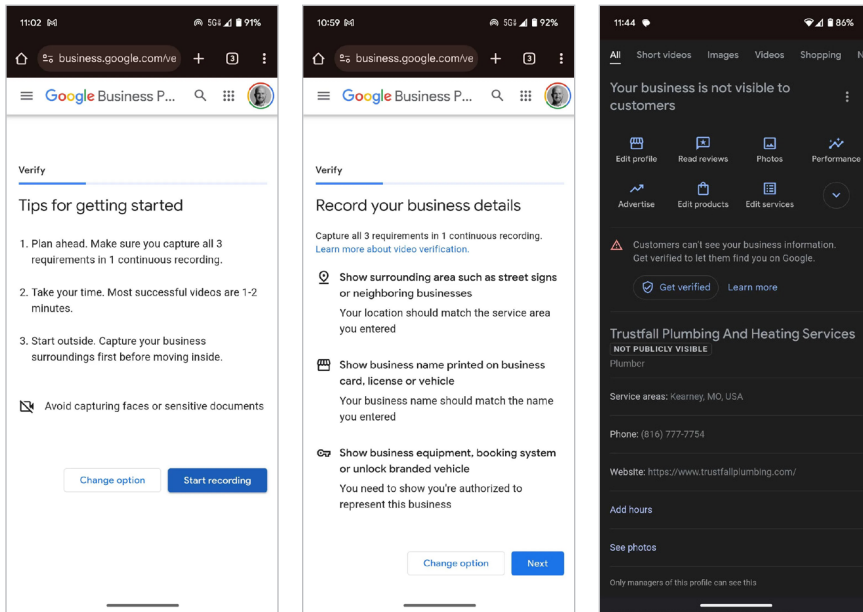 11:02
5G
91%
business.google.com/ve
3
Google Business P...
Verify
Tips for getting started
1. Plan ahead. Make sure you capture all 3
requirements in 1 continuous recording.
2. Take your time. Most successful videos are 1-2
minutes.
3. Start outside. Capture your business
surroundings first before moving inside.
Avoid capturing faces or sensitive documents
Change option
Start recording
10:59
5G
92%
business.google.com/ve
3
Google Business P...
Verify
Record your business details
Capture all 3 requirements in 1 continuous recording.
Learn more about video verification.
Show surrounding area such as street signs
or neighboring businesses
Your location should match the service area
you entered
Show business name printed on business
card, license or vehicle
Your business name should match the name
you entered
Show business equipment, booking system
or unlock branded vehicle
You need to show you're authorized to
represent this business
Change option
Next
11:44
86%
All Short videos Images Videos Shopping N
Your business is not visible to
customers
Edit profile Read reviews Photos Performance
Advertise Edit products Edit services
Customers can't see your business information.
Get verified to let them find you on Google.
Get verified Learn more
Trustfall Plumbing And Heating Services
NOT PUBLICLY VISIBLE
Plumber
Service areas: Kearney, MO, USA
Phone: (816) 777-7754
Website: https://www.trustfallplumbing.com/
Add hours
See photos
Only managers of this profile can see this